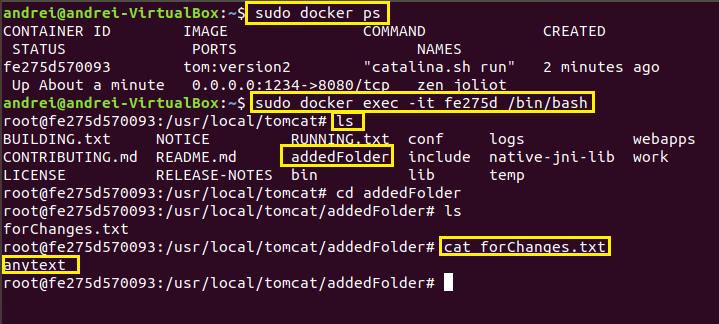 andrei@andrei-VirtualBox:~$ sudo docker ps
CONTAINER ID        IMAGE               COMMAND             CREATED
 STATUS              PORTS                    NAMES
fe275d570093        tom:version2        "catalina.sh run"   2 minutes ago
 Up About a minute   0.0.0.0:1234->8080/tcp   zen_joliot
andrei@andrei-VirtualBox:~$ sudo docker exec -it fe275d /bin/bash
root@fe275d570093:/usr/local/tomcat# ls
BUILDING.txt     NOTICE         RUNNING.txt  conf     logs            webapps
CONTRIBUTING.md  README.md      addedFolder  include  native-jni-lib  work
LICENSE          RELEASE-NOTES  bin          lib      temp
root@fe275d570093:/usr/local/tomcat# cd addedFolder
root@fe275d570093:/usr/local/tomcat/addedFolder# ls
forChanges.txt
root@fe275d570093:/usr/local/tomcat/addedFolder# cat forChanges.txt
anytext
root@fe275d570093:/usr/local/tomcat/addedFolder#